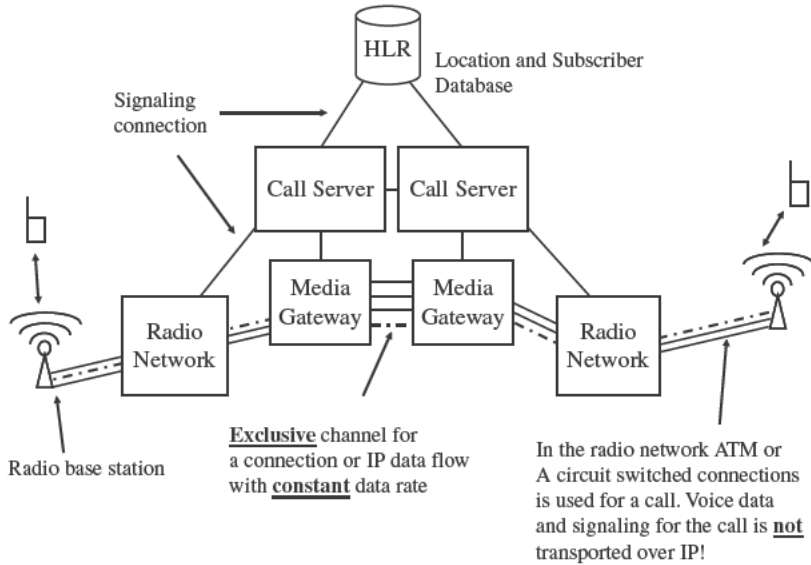 HLR
Location and Subscriber
Database
Signaling
connection
Call Server
Call Server
Media
Gateway
Media
Gateway
Radio
Network
Radio
Network
Radio base station
Exclusive channel for
a connection or IP data flow
with constant data rate
In the radio network ATM or
A circuit switched connections
is used for a call. Voice data
and signaling for the call is not
transported over IP!